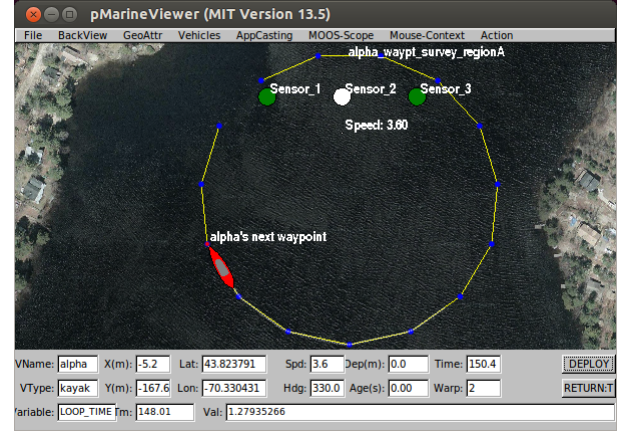 pMarineViewer (MIT Version 13.5)
File BackView GeoAttr Vehicles AppCasting MOOS-Scope Mouse-Context Action
alpha_waypt_survey_regionA
Sensor_1 Sensor_2 Sensor_3
Speed: 3.60
alpha's next waypoint
VName: alpha X(m): -5.2 Lat: 43.823791 Spd: 3.6 Dep(m): 0.0 Time: 150.4 DEPLOY
VType: kayak Y(m): -167.6 Lon: -70.330431 Hdg: 330.0 Age(s): 0.00 Warp: 2 RETURN:T
Variable: LOOP_TIME Tm: 148.01 Val: 1.27935266